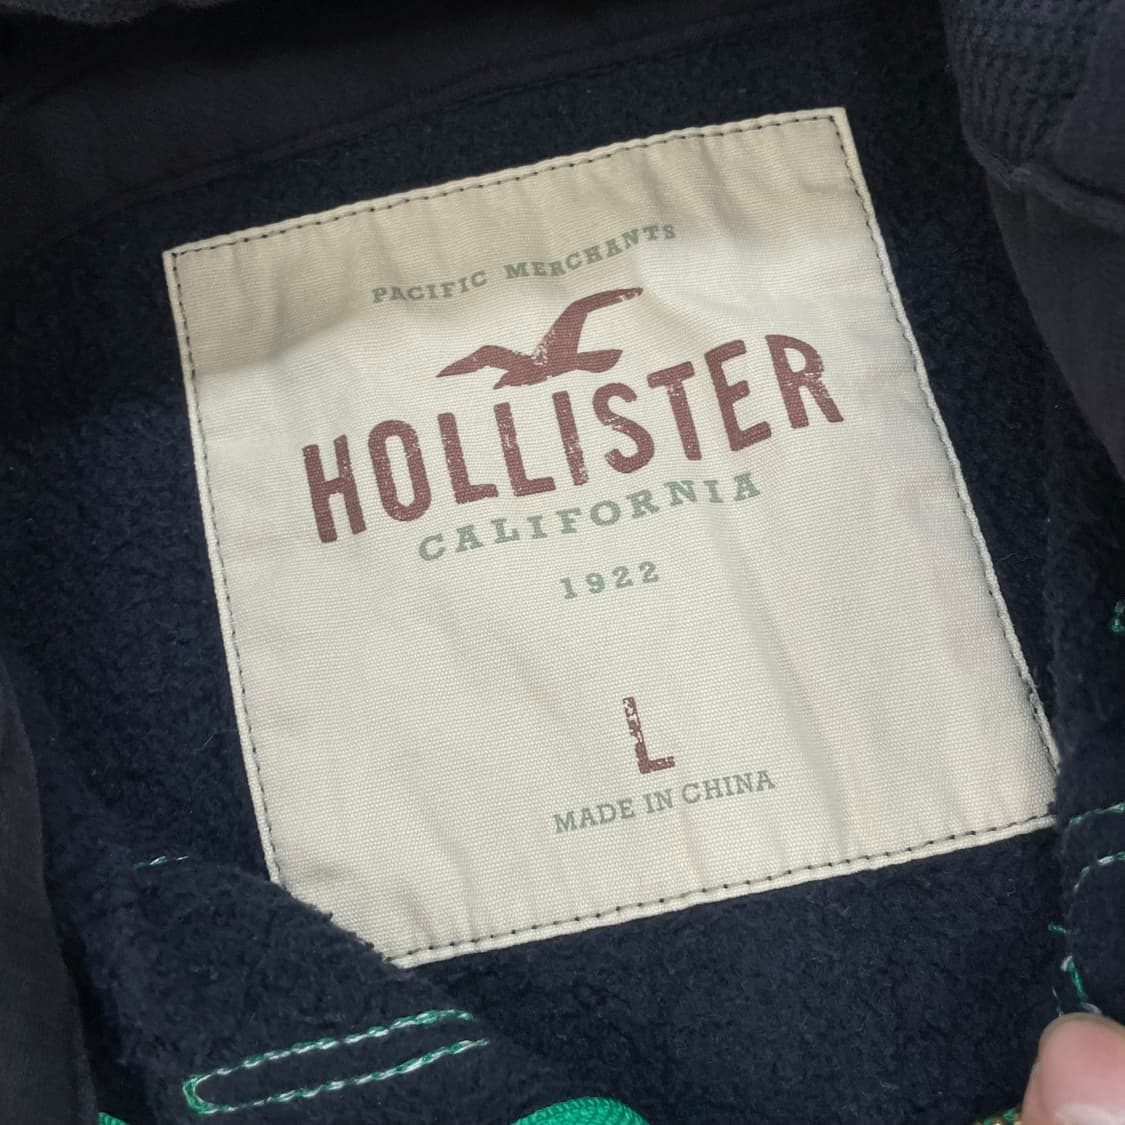 PACIFIC MERCHANTS
HOLLISTER
CALIFORNIA
1922
L
MADE IN CHINA